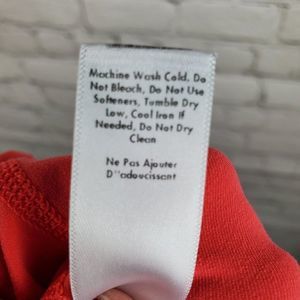 Machine Wash Cold. Do
Not Bleach, Do Not Use
Softeners, Tumble Dry
Low, Cool Iron If
Needed, Do Not Dry
Clean
Ne Pas Ajouter
D"adoucissant